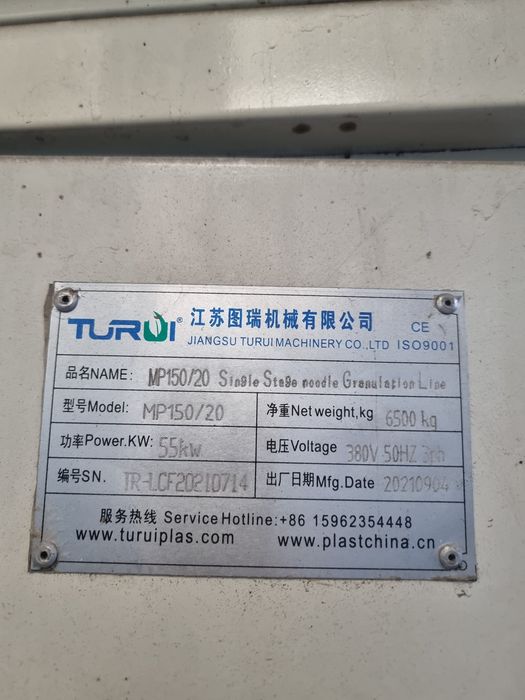 TURUI® 江苏图瑞机械有限公司 CE
JIANGSU TURUI MACHINERY CO.,LTD ISO9001
品名NAME: MP150/20 Single Stage noodle Granulation Line
型号Model: MP150/20 净重Net weight,kg 6500kg
功率Power.KW: 55kw 电压Voltage 380V 50HZ 3ph
编号SN. TR-LCF20210714 出厂日期Mfg.Date 20210904
服务热线 Service Hotline:+86 15962354448
www.turuiplas.com www.plastchina.cn